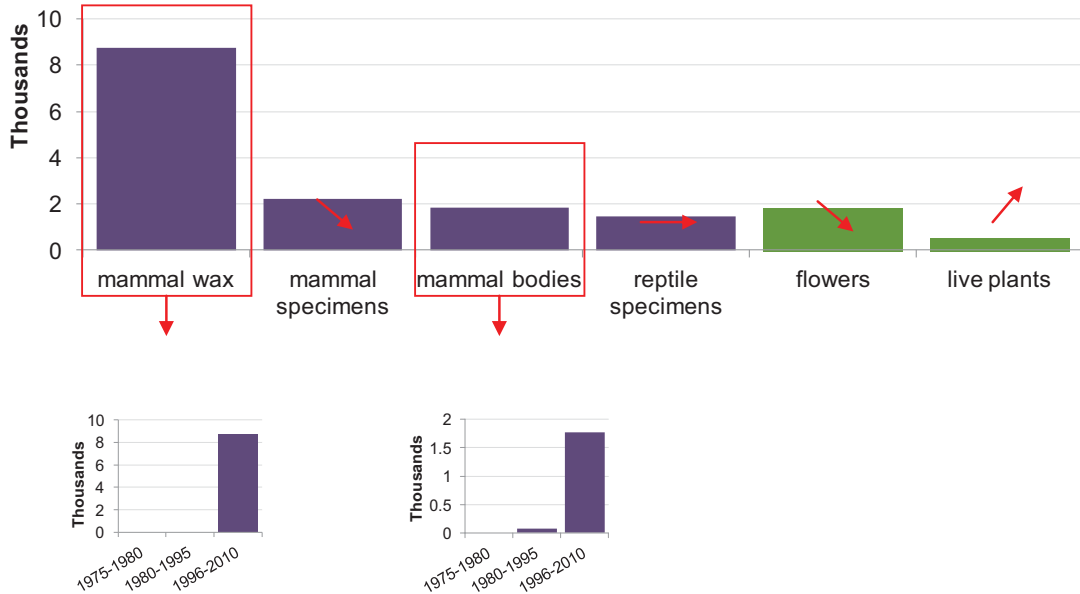 Thousands
10
8
6
4
2
0
mammal wax
mammal
specimens
mammal bodies
reptile
specimens
flowers
live plants
Thousands
10
8
6
4
2
0
1975-1980
1980-1995
1996-2010
Thousands
2
1.5
1
0.5
0
1975-1980
1980-1995
1996-2010